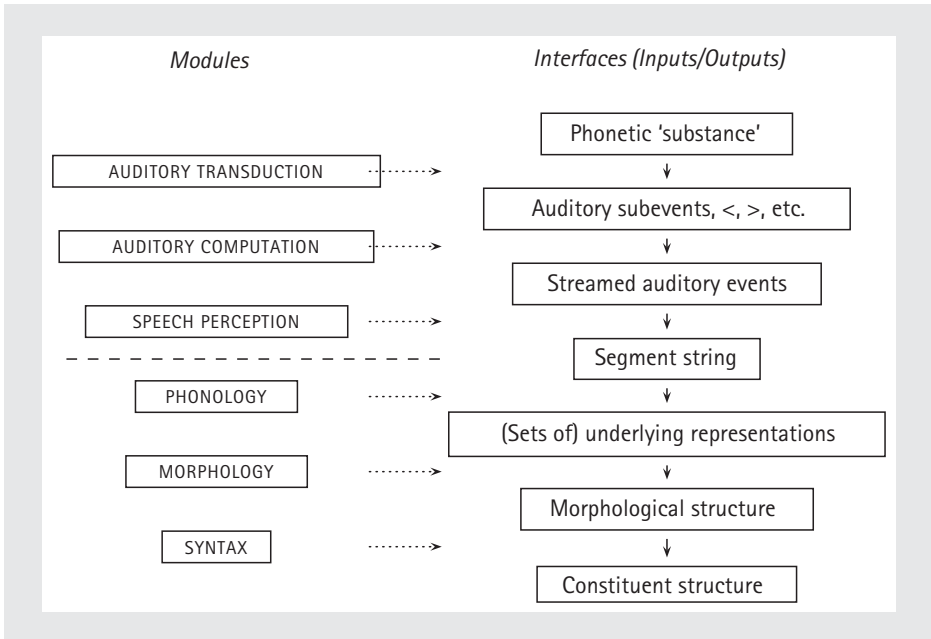 Modules
Interfaces (Inputs/Outputs)
Phonetic ‘substance’
AUDITORY TRANSDUCTION
Auditory subevents, <, >, etc.
AUDITORY COMPUTATION
Streamed auditory events
SPEECH PERCEPTION
Segment string
PHONOLOGY
(Sets of) underlying representations
MORPHOLOGY
Morphological structure
SYNTAX
Constituent structure